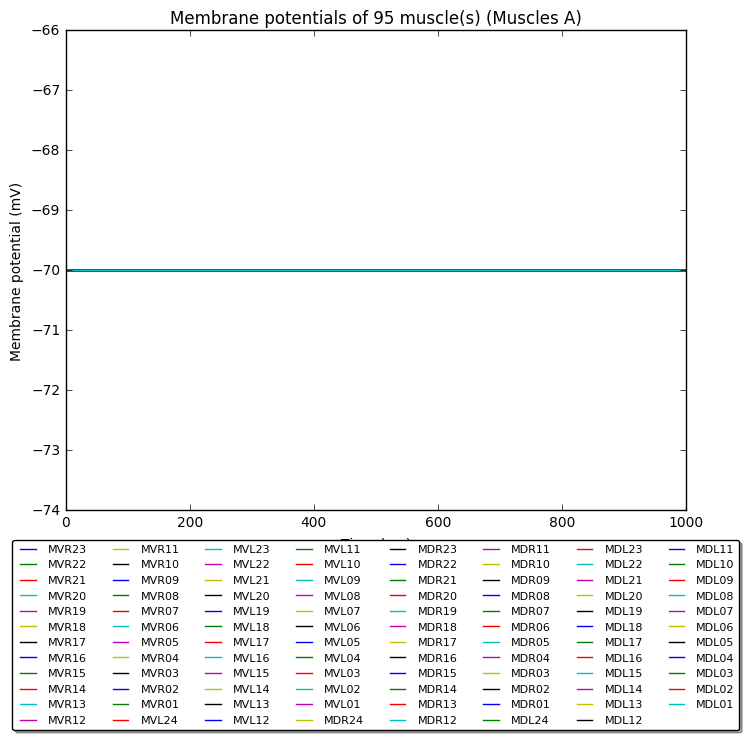 Membrane potentials of 95 muscle(s) (Muscles A)
Membrane potential (mV)
−66
−67
−68
−69
−70
−71
−72
−73
−74
0 200 400 600 800 1000
MVR23 MVR11 MVL23 MVL11 MDR23 MDR11 MDL23 MDL11
MVR22 MVR10 MVL22 MVL10 MDR22 MDR10 MDL22 MDL10
MVR21 MVR09 MVL21 MVL09 MDR21 MDR09 MDL21 MDL09
MVR20 MVR08 MVL20 MVL08 MDR20 MDR08 MDL20 MDL08
MVR19 MVR07 MVL19 MVL07 MDR19 MDR07 MDL19 MDL07
MVR18 MVR06 MVL18 MVL06 MDR18 MDR06 MDL18 MDL06
MVR17 MVR05 MVL17 MVL05 MDR17 MDR05 MDL17 MDL05
MVR16 MVR04 MVL16 MVL04 MDR16 MDR04 MDL16 MDL04
MVR15 MVR03 MVL15 MVL03 MDR15 MDR03 MDL15 MDL03
MVR14 MVR02 MVL14 MVL02 MDR14 MDR02 MDL14 MDL02
MVR13 MVR01 MVL13 MVL01 MDR13 MDR01 MDL13 MDL01
MVR12 MVL24 MVL12 MDR24 MDR12 MDL24 MDL12